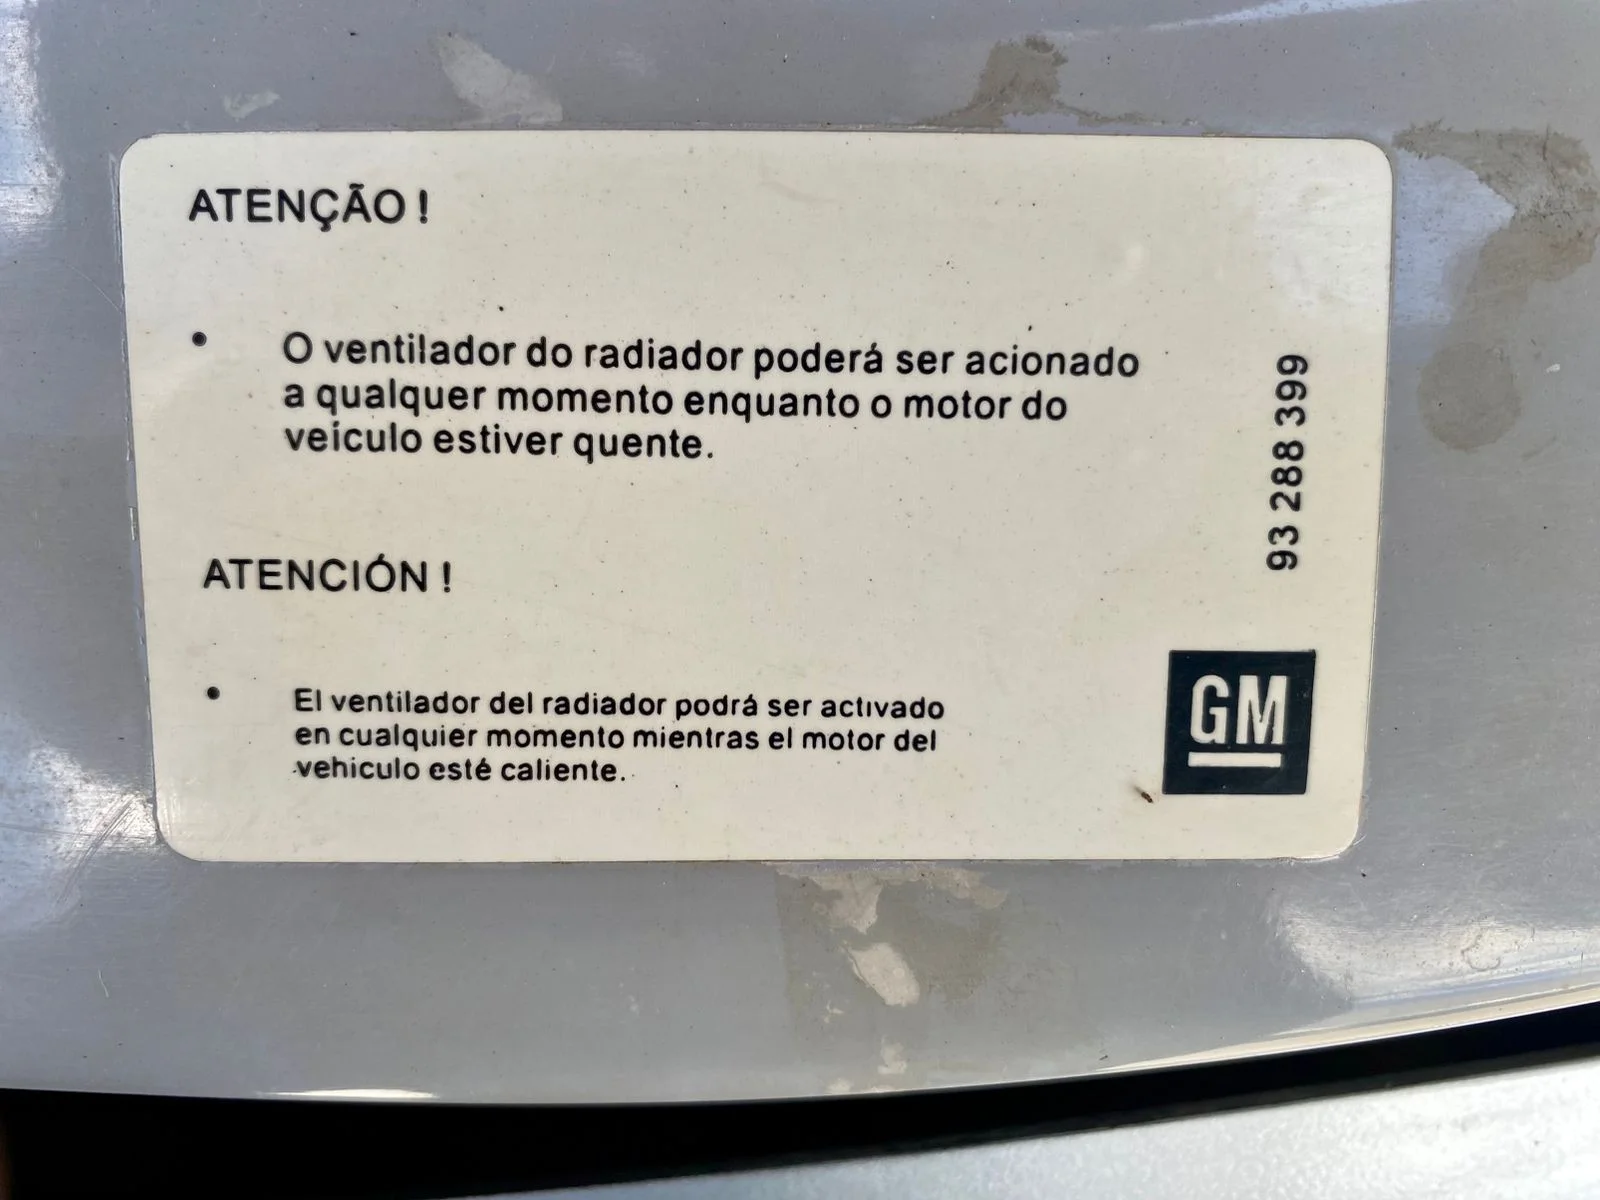 ATENÇÃO !
• O ventilador do radiador poderá ser acionado
a qualquer momento enquanto o motor do
veículo estiver quente.
ATENCIÓN !
• El ventilador del radiador podrá ser activado
en cualquier momento mientras el motor del
vehiculo esté caliente.
93 288 399
GM